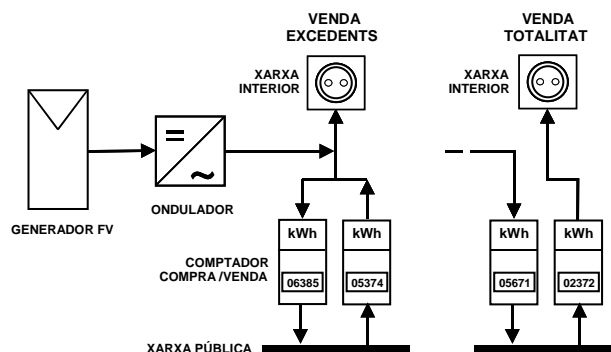 VENDA
EXCEDENTS
VENDA
TOTALITAT
XARXA
INTERIOR
XARXA
INTERIOR
GENERADOR FV
ONDULADOR
COMPTADOR
COMPRA /VENDA
kWh
kWh
kWh
kWh
06385
05374
05671
02372
XARXA PÚBLICA